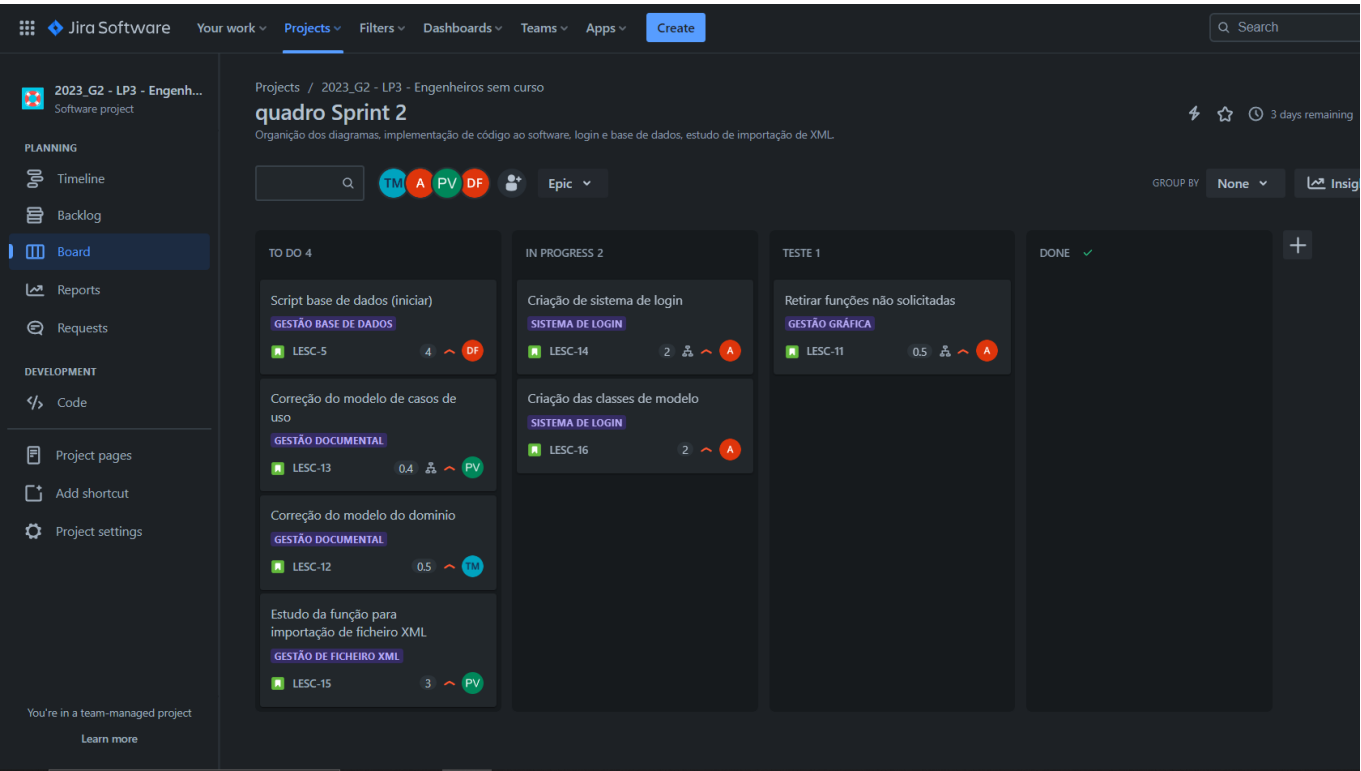 Jira Software Your work Projects Filters Dashboards Teams Apps Create Search
2023_G2 - LP3 - Engenh...
Software project
PLANNING
Timeline
Backlog
Board
Reports
Requests
DEVELOPMENT
Code
Project pages
Add shortcut
Project settings
You're in a team-managed project
Learn more
Projects / 2023_G2 - LP3 - Engenheiros sem curso
quadro Sprint 2
3 days remaining
Organição dos diagramas, implementação de código ao software, login e base de dados, estudo de importação de XML.
TM A PV DF Epic
GROUP BY None Insig
TO DO 4
Script base de dados (iniciar)
GESTÃO BASE DE DADOS
LESC-5 4 DF
Correção do modelo de casos de
uso
GESTÃO DOCUMENTAL
LESC-13 0.4 PV
Correção do modelo do dominio
GESTÃO DOCUMENTAL
LESC-12 0.5 TM
Estudo da função para
importação de ficheiro XML
GESTÃO DE FICHEIRO XML
LESC-15 3 PV
IN PROGRESS 2
Criação de sistema de login
SISTEMA DE LOGIN
LESC-14 2 A
Criação das classes de modelo
SISTEMA DE LOGIN
LESC-16 2 A
TESTE 1
Retirar funções não solicitadas
GESTÃO GRÁFICA
LESC-11 0.5 A
DONE